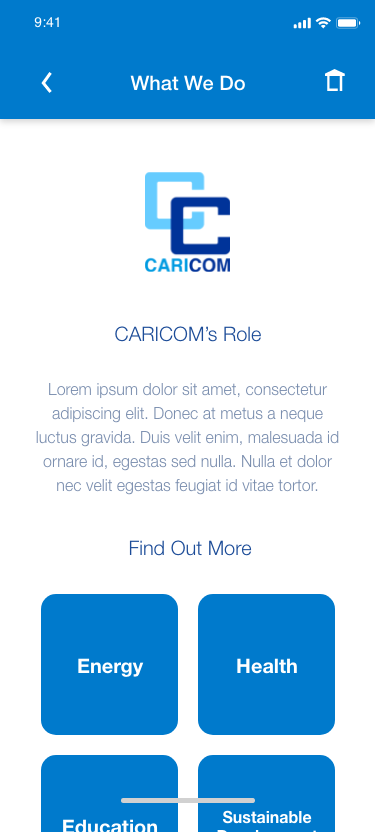 9:41
What We Do
CARICOM
CARICOM’s Role
Lorem ipsum dolor sit amet, consectetur
adipiscing elit. Donec at metus a neque
luctus gravida. Duis velit enim, malesuada id
ornare id, egestas sed nulla. Nulla et dolor
nec velit egestas feugiat id vitae tortor.
Find Out More
Energy
Health
Education
Sustainable